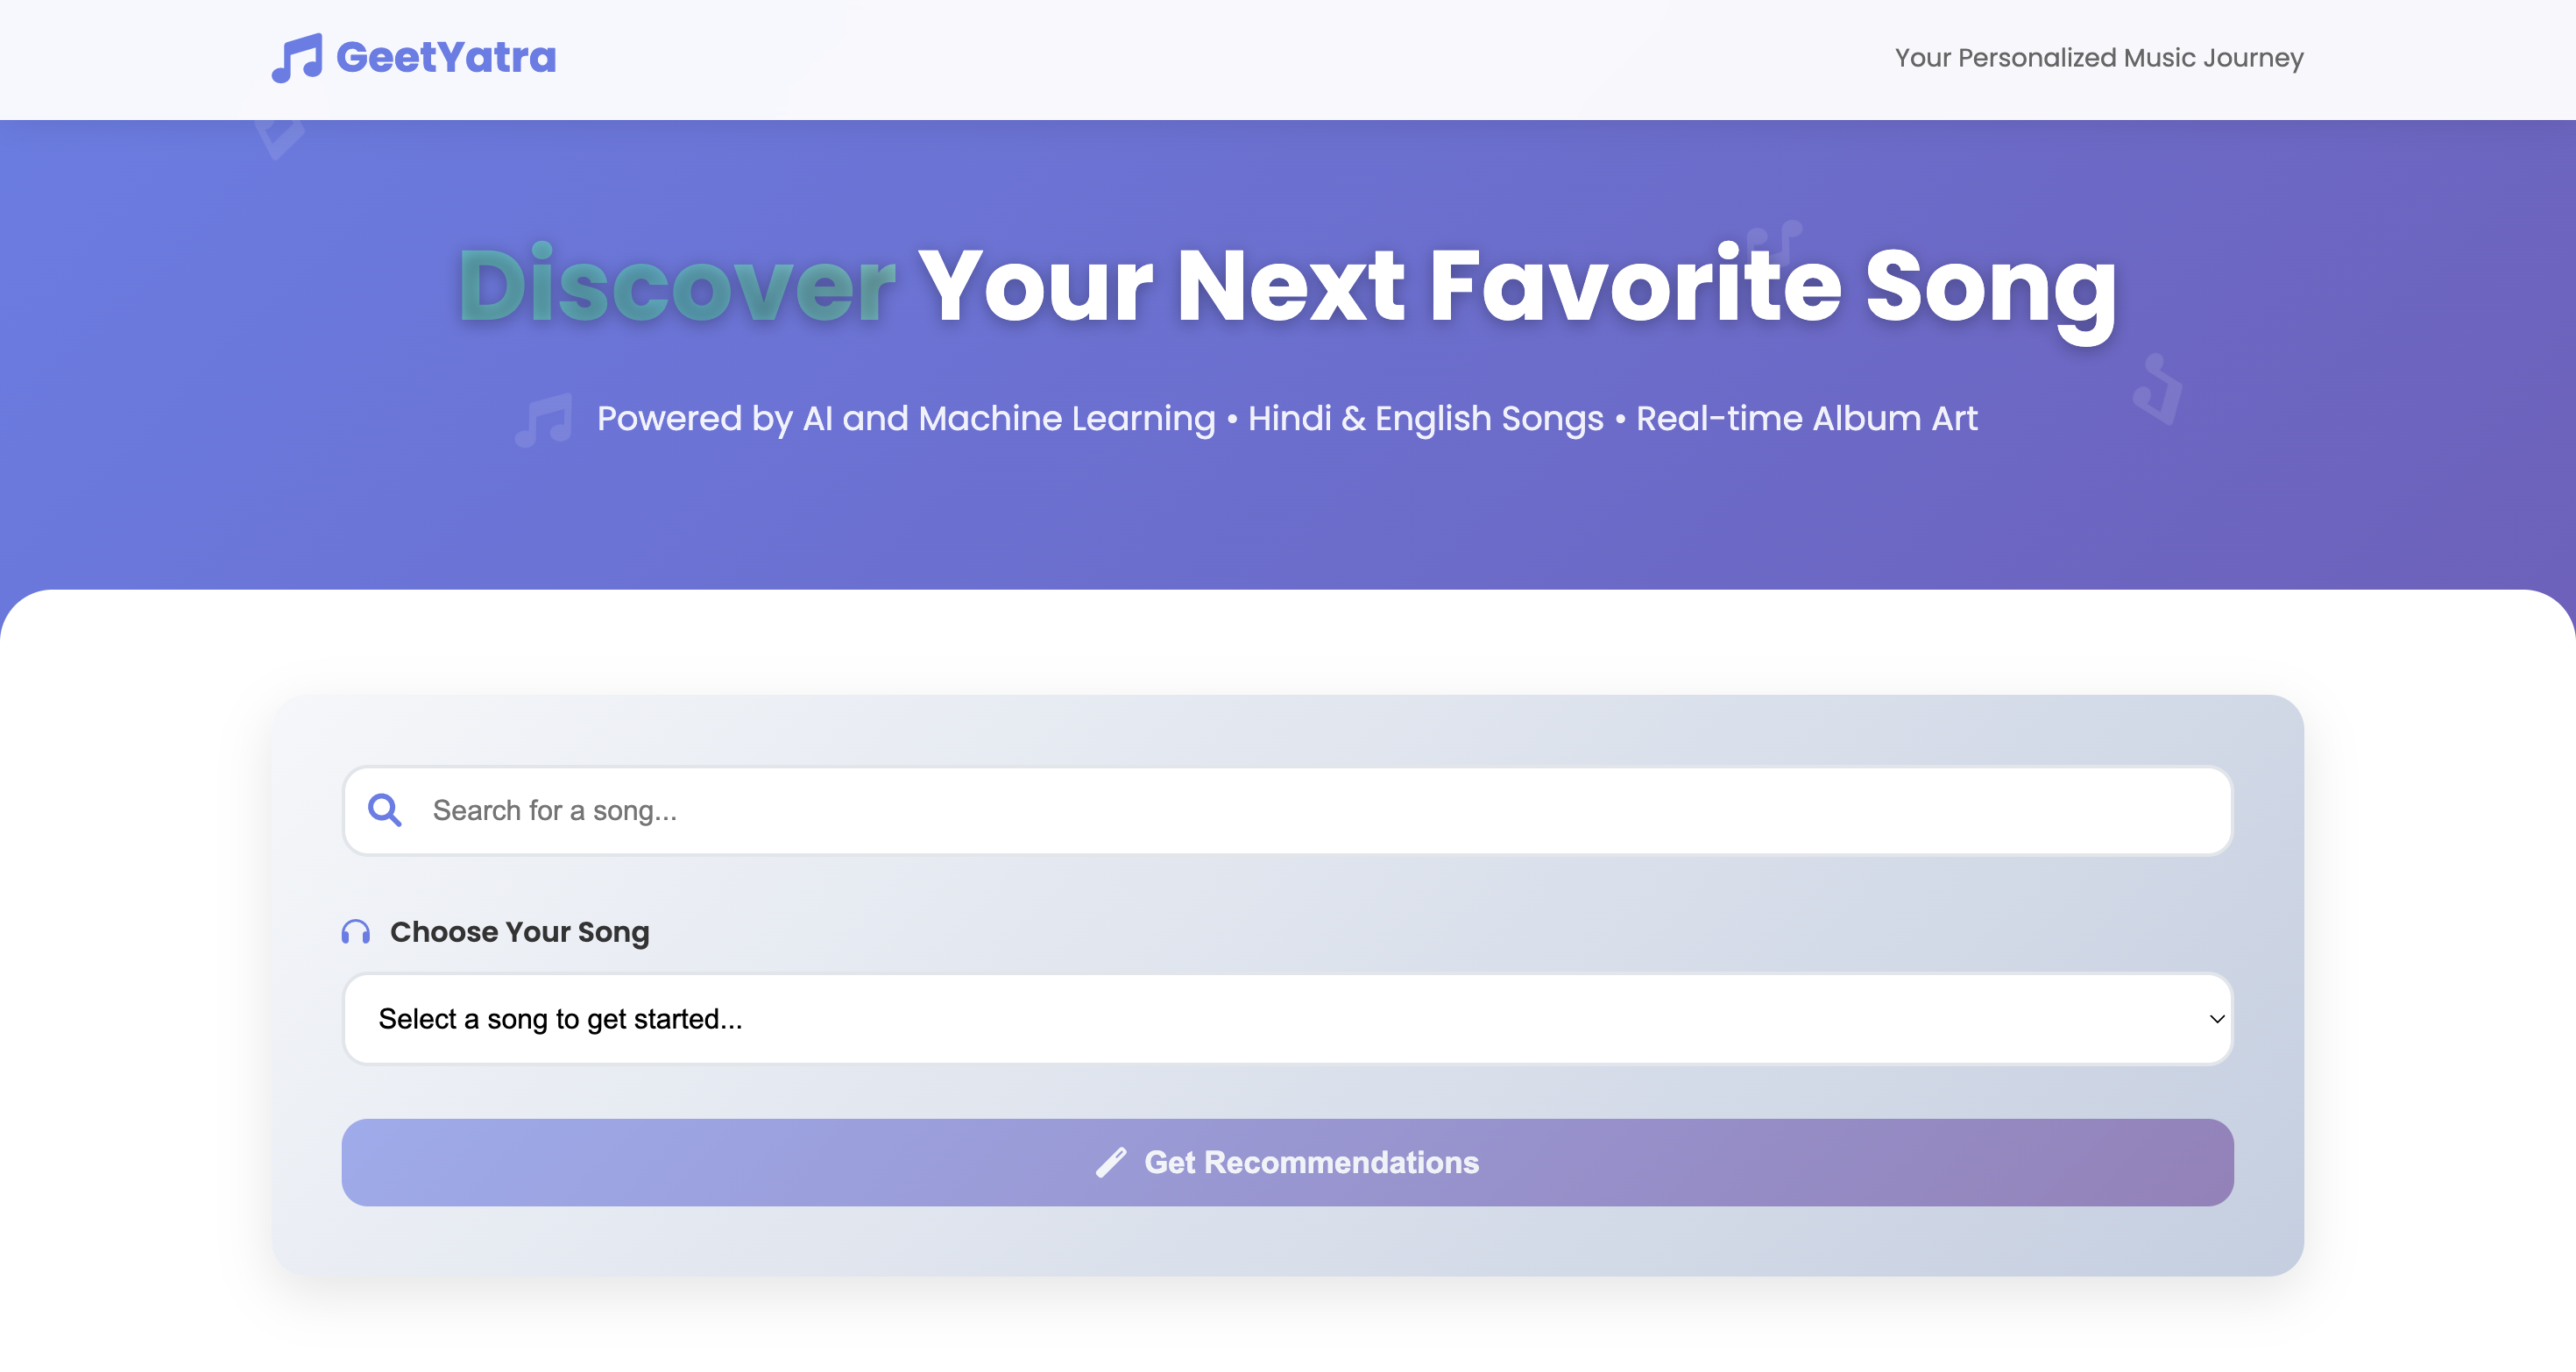 GeetYatra
Your Personalized Music Journey
Discover Your Next Favorite Song
Powered by AI and Machine Learning • Hindi & English Songs • Real-time Album Art
Search for a song...
Choose Your Song
Select a song to get started...
Get Recommendations